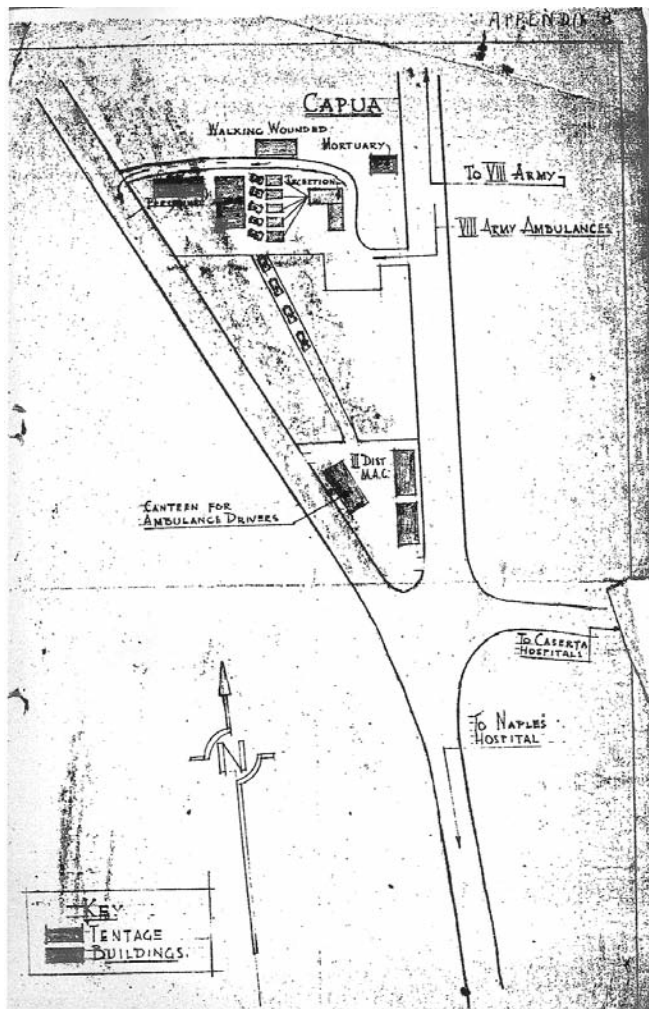 APPENDIX B
CAPUA
WALKING WOUNDED
MORTUARY
RECEPTION
PERSONNEL
TO VIII ARMY
VIII ARMY AMBULANCES
III DIST
M.A.C.
CANTEEN FOR
AMBULANCE DRIVERS
TO CASERTA
HOSPITALS
TO NAPLES
HOSPITAL
N
KEY
TENTAGE
BUILDINGS.